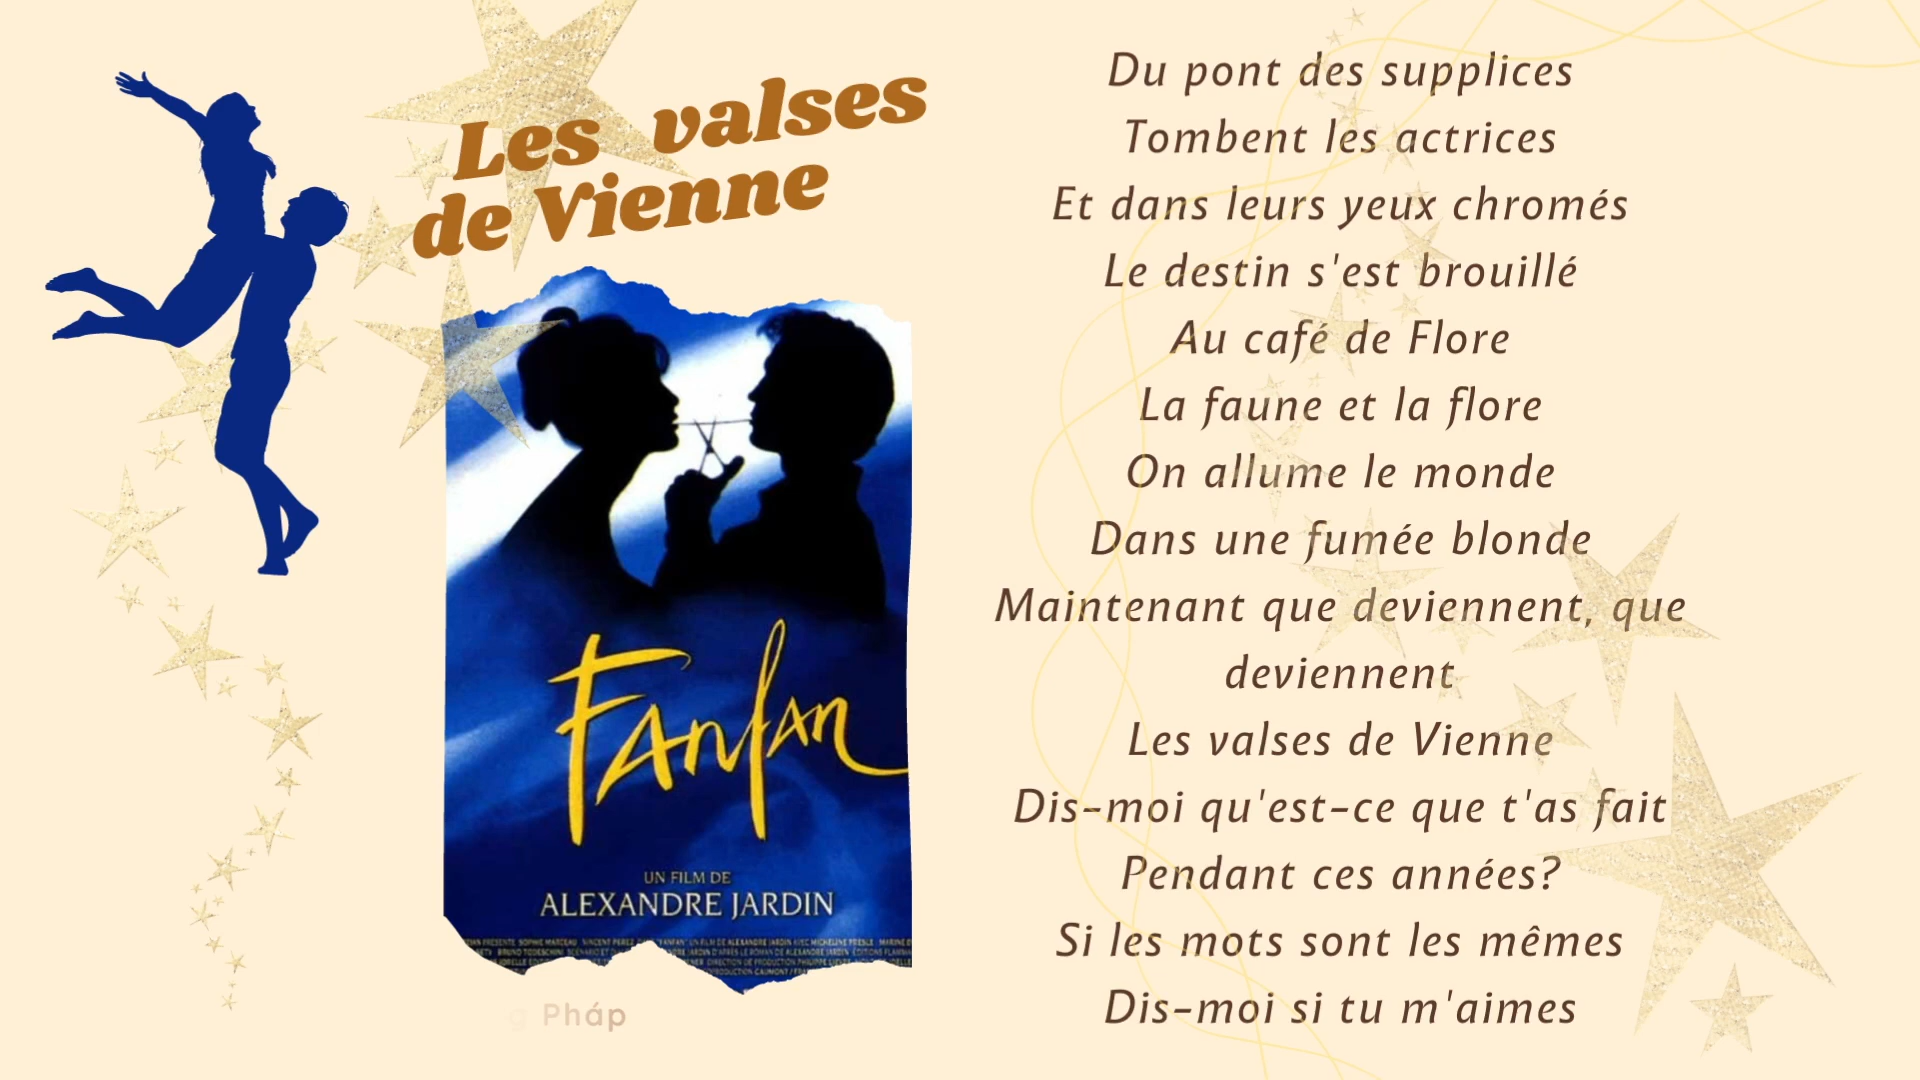 Les valses
de Vienne
Fanfan
UN FILM DE
ALEXANDRE JARDIN
g Pháp
Du pont des supplices
Tombent les actrices
Et dans leurs yeux chromés
Le destin s'est brouillé
Au café de Flore
La faune et la flore
On allume le monde
Dans une fumée blonde
Maintenant que deviennent, que
deviennent
Les valses de Vienne
Dis-moi qu'est-ce que t'as fait
Pendant ces années?
Si les mots sont les mêmes
Dis-moi si tu m'aimes